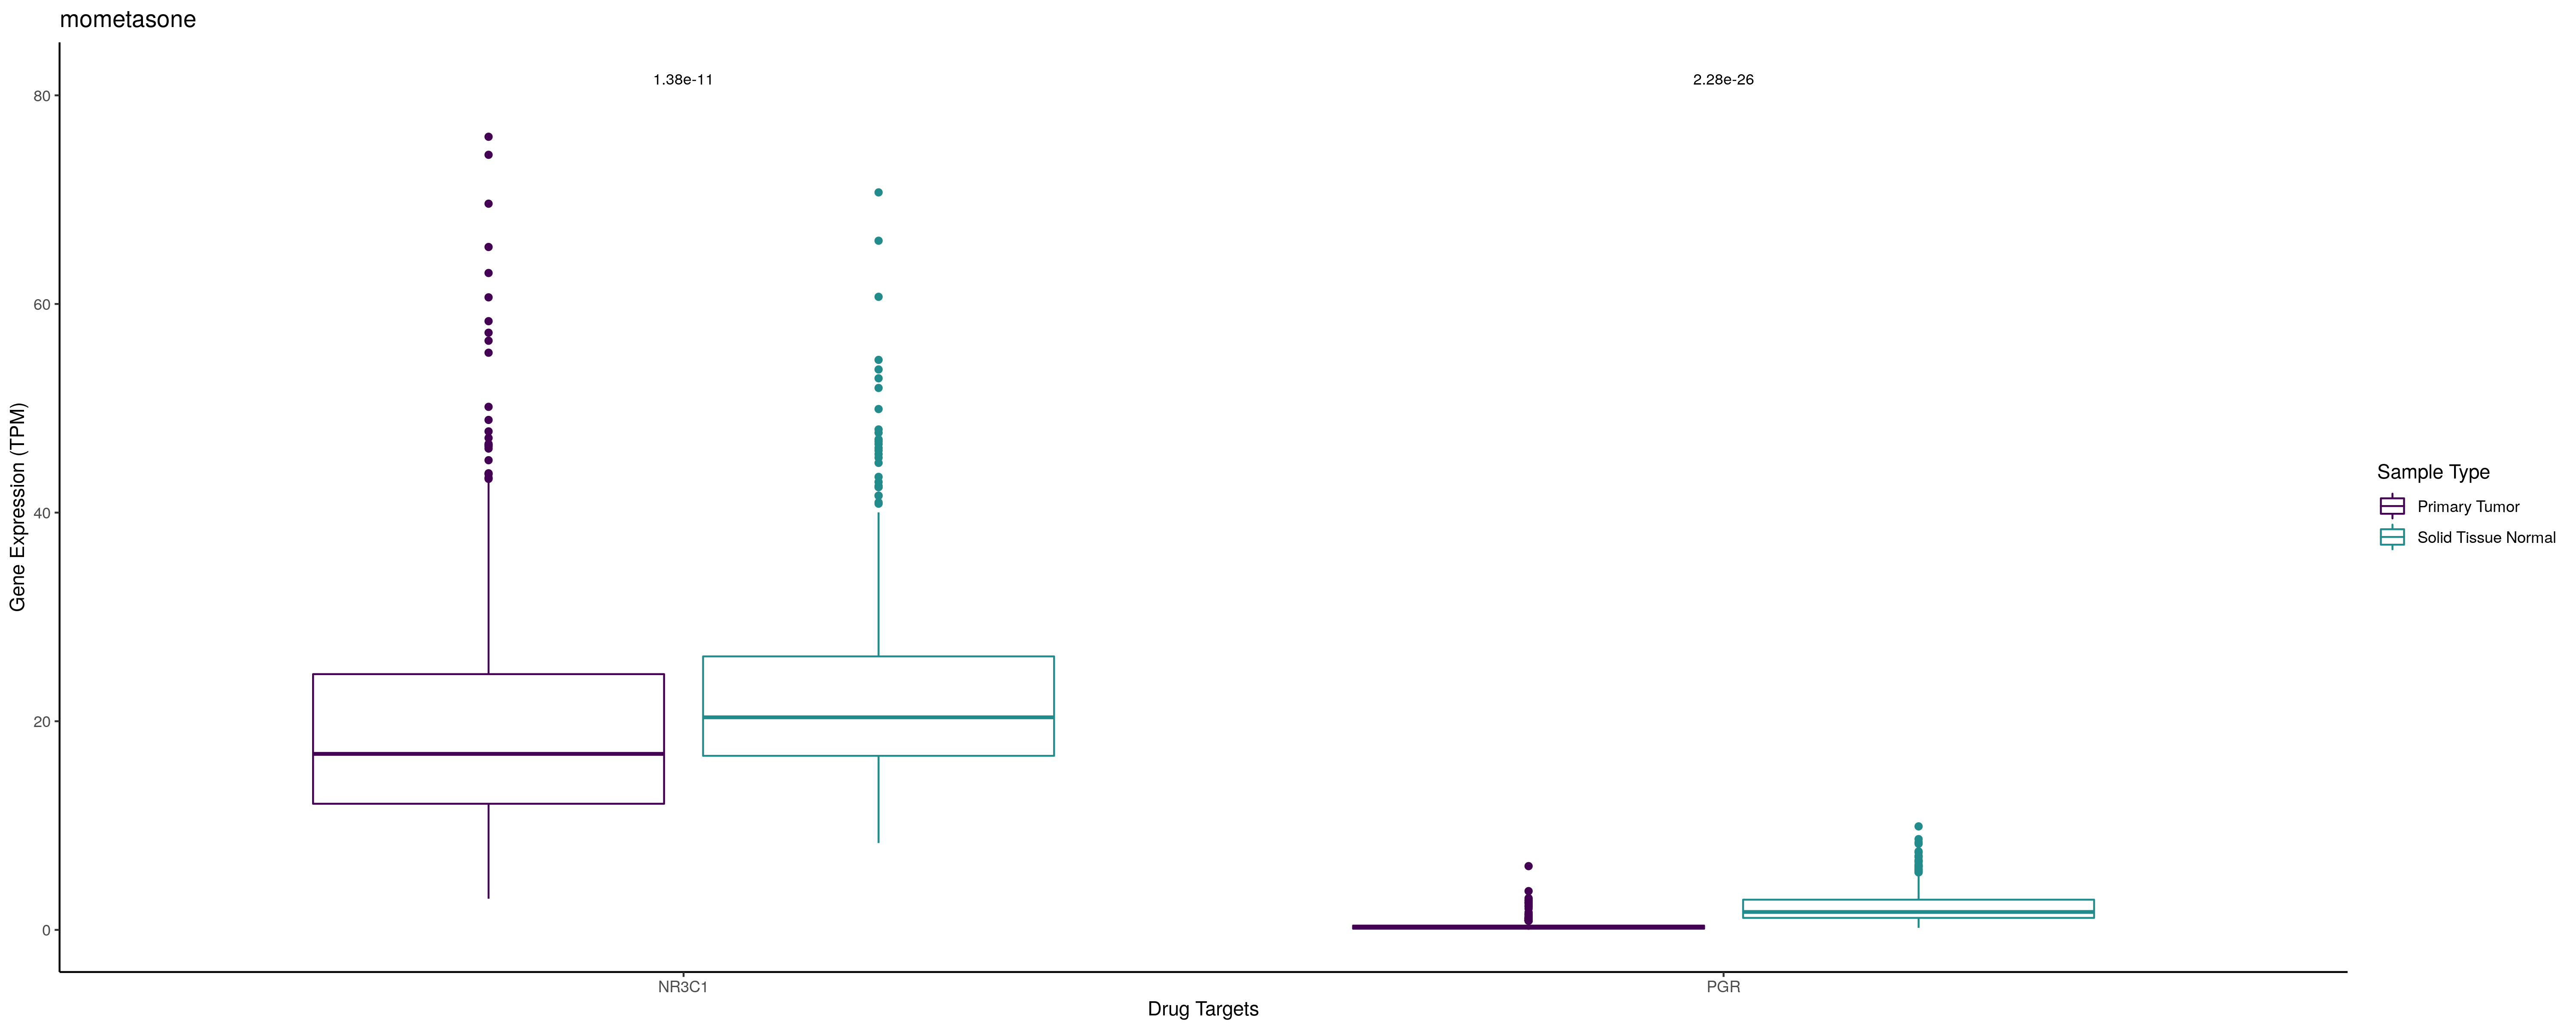 mometasone
1.38e-11
2.28e-26
80
60
40
20
0
Gene Expression (TPM)
NR3C1
PGR
Drug Targets
Sample Type
Primary Tumor
Solid Tissue Normal